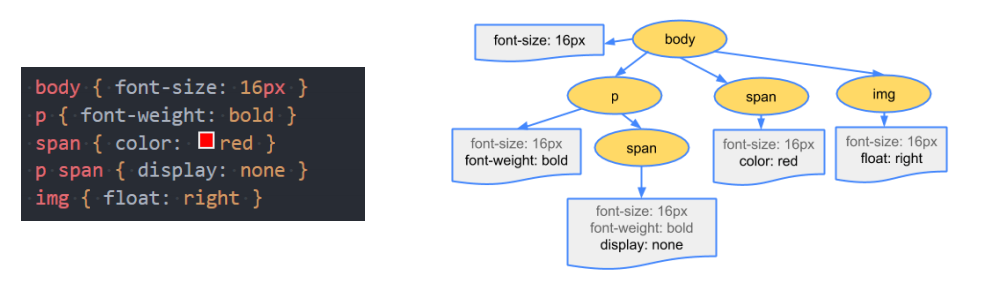 body { font-size: 16px }
p { font-weight: bold }
span { color: red }
p span { display: none }
img { float: right }
font-size: 16px
body
p
span
img
font-size: 16px
font-weight: bold
span
font-size: 16px
color: red
font-size: 16px
float: right
font-size: 16px
font-weight: bold
display: none